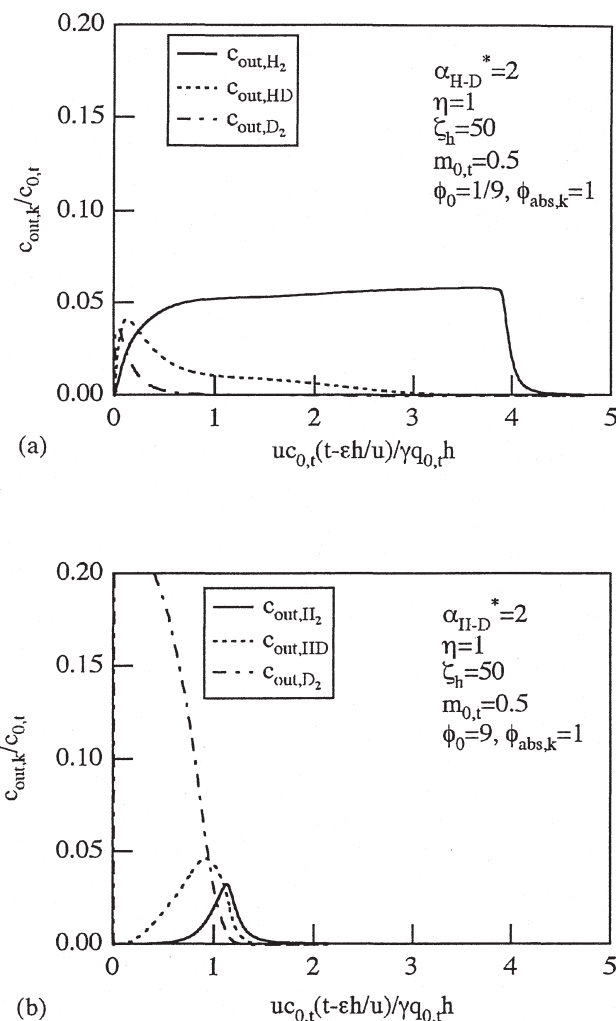 0.20
0.15
0.10
0.05
0.00
c_out,k/c_0,t
c_out,H₂
c_out,HD
c_out,D₂
α_H-D*=2
η=1
ζ_h=50
m_0,t=0.5
ϕ_0=1/9, ϕ_abs,k=1
0 1 2 3 4 5
(a)
uc_0,t(t-εh/u)/γq_0,th
0.20
0.15
0.10
0.05
0.00
c_out,k/c_0,t
c_out,H₂
c_out,HD
c_out,D₂
α_H-D*=2
η=1
ζ_h=50
m_0,t=0.5
ϕ_0=9, ϕ_abs,k=1
0 1 2 3 4 5
(b)
uc_0,t(t-εh/u)/γq_0,th